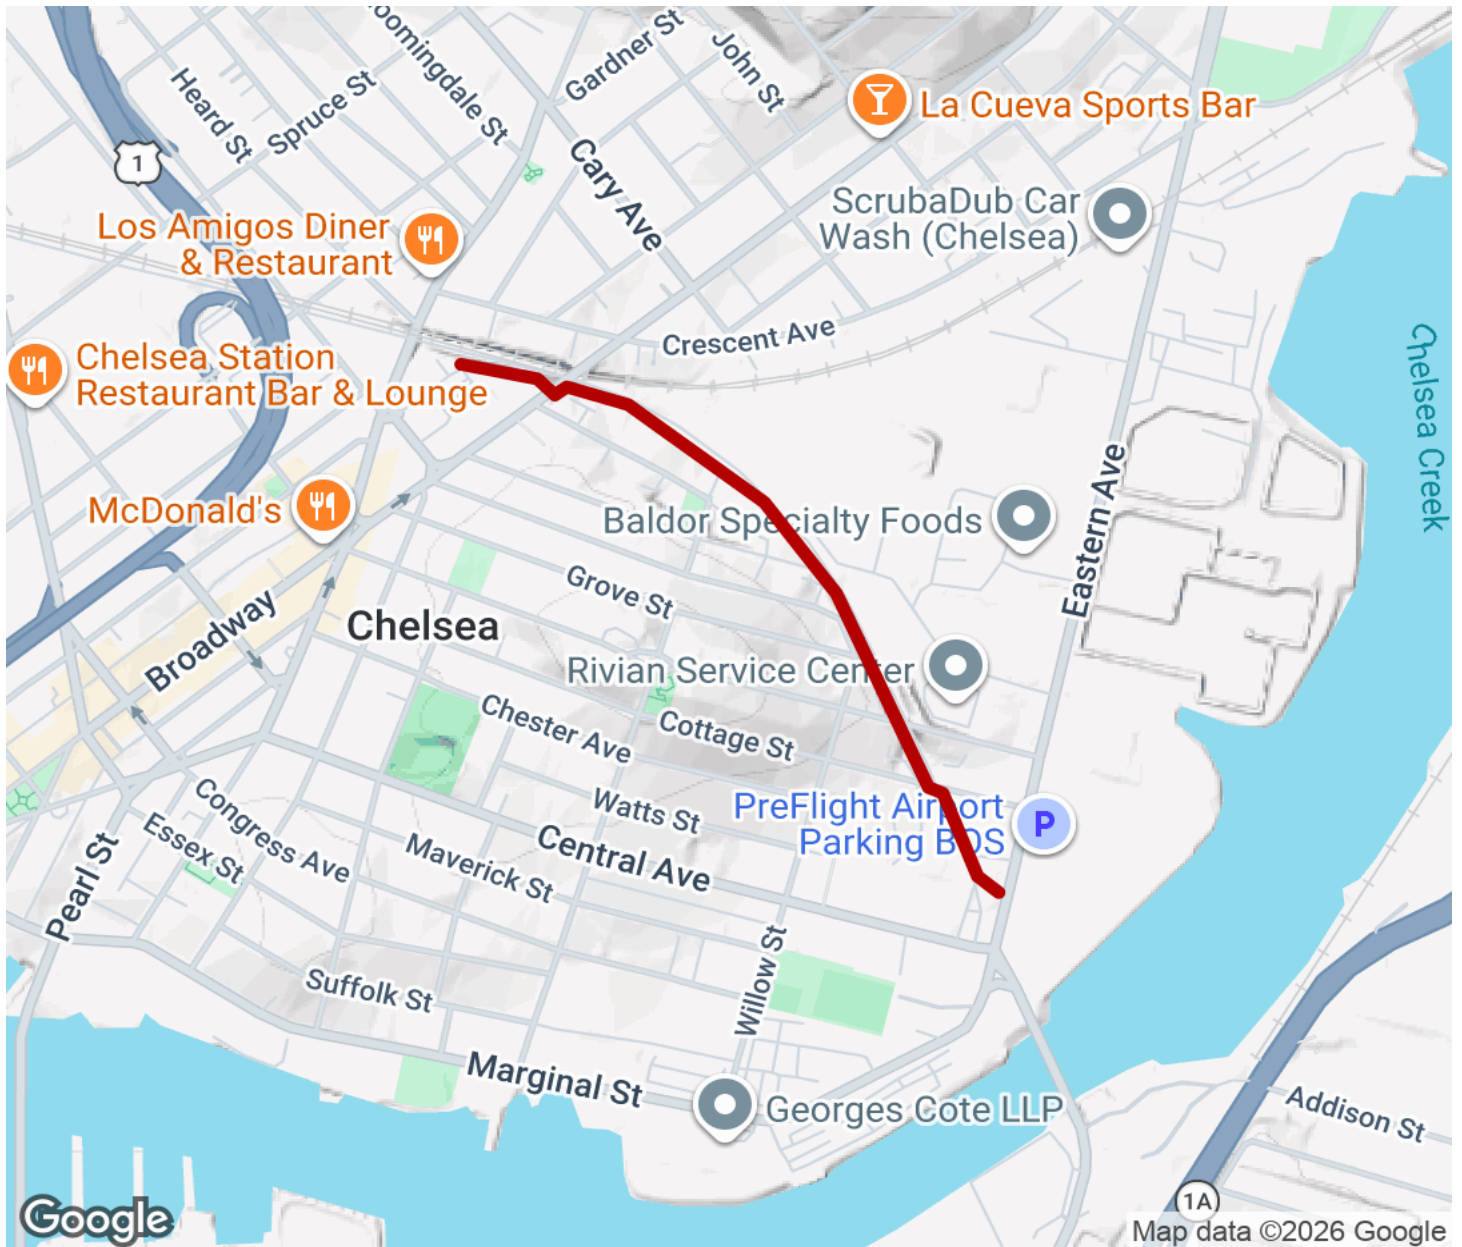 oomingdale St
Gardner St
John St
Heard St
Spruce St
La Cueva Sports Bar
1
Cary Ave
ScrubaDub Car
Wash (Chelsea)
Los Amigos Diner
& Restaurant
Crescent Ave
Chelsea Station
Restaurant Bar & Lounge
Chelsea Creek
McDonald's
Baldor Specialty Foods
Eastern Ave
Grove St
Chelsea
Broadway
Rivian Service Center
Chester Ave
Cottage St
Watts St
PreFlight Airport
Parking BOS
P
Congress Ave
Essex St
Central Ave
Maverick St
Pearl St
Willow St
Suffolk St
Marginal St
Georges Cote LLP
Addison St
1A
Google
Map data ©2026 Google